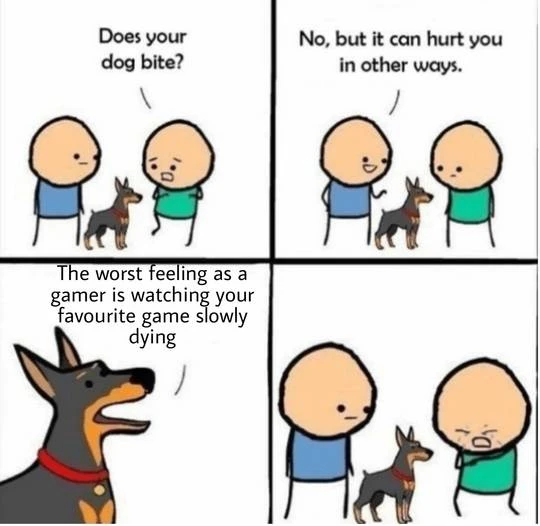 Does your
dog bite?
No, but it can hurt you
in other ways.
The worst feeling as a
gamer is watching your
favourite game slowly
dying